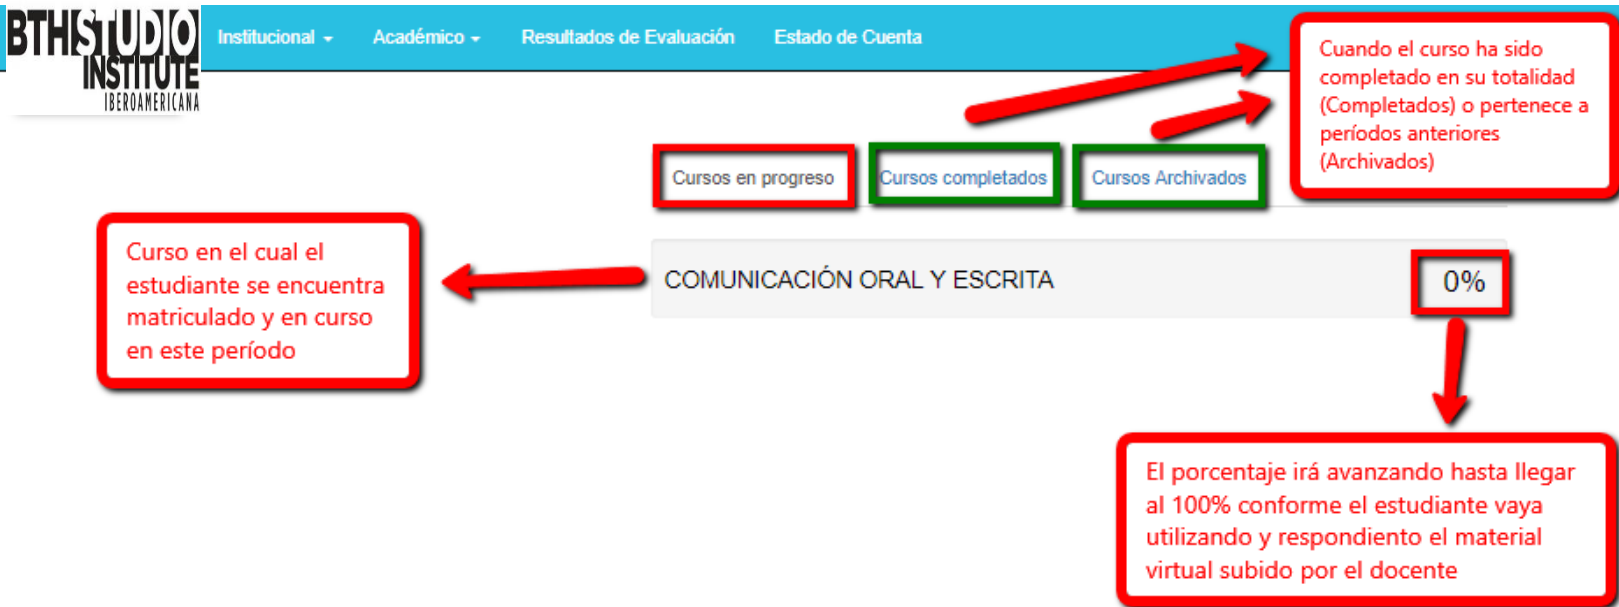 BTHSTUDIO
INSTITUTE
IBEROAMERICANA
Institucional
Académico
Resultados de Evaluación
Estado de Cuenta
Cuando el curso ha sido
completado en su totalidad
(Completados) o pertenece a
períodos anteriores
(Archivados)
Cursos en progreso
Cursos completados
Cursos Archivados
Curso en el cual el
estudiante se encuentra
matriculado y en curso
en este período
COMUNICACIÓN ORAL Y ESCRITA
0%
El porcentaje irá avanzando hasta llegar
al 100% conforme el estudiante vaya
utilizando y respondiento el material
virtual subido por el docente